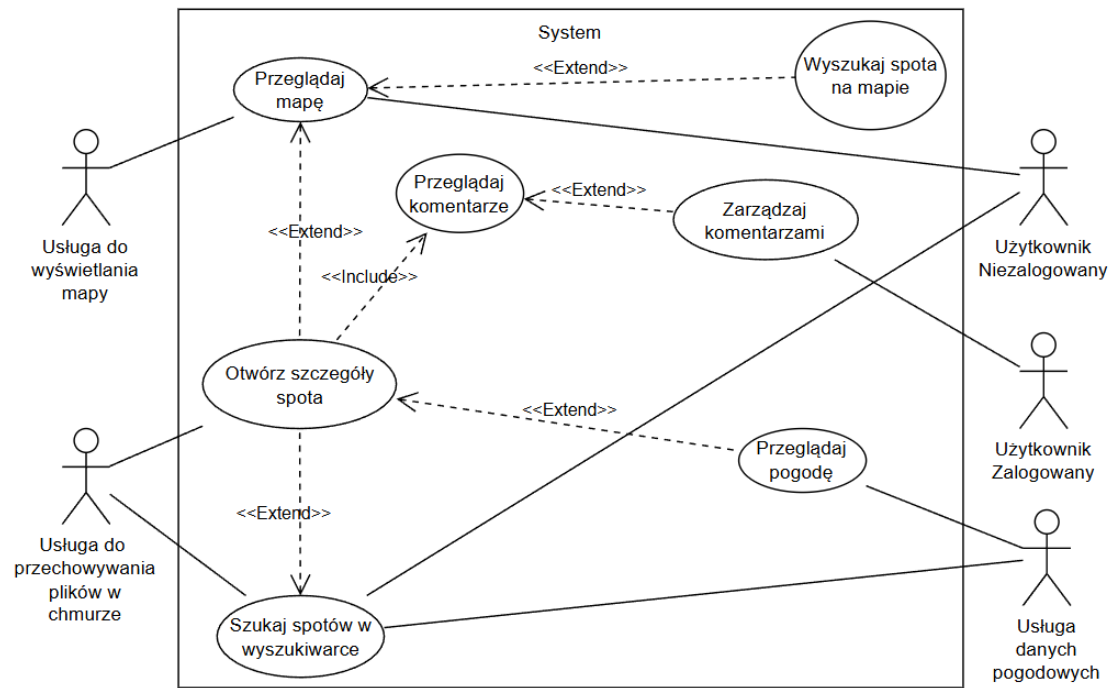 System
<<Extend>>
Wyszukaj spota
na mapie
Przeglądaj
mapę
Przeglądaj
komentarze
<<Extend>>
Zarządzaj
komentarzami
Usługa do
wyświetlania
mapy
<<Extend>>
Użytkownik
Niezalogowany
<<Include>>
Otwórz szczegóły
spota
<<Extend>>
Przeglądaj
pogodę
Użytkownik
Zalogowany
<<Extend>>
Usługa do
przechowywania
plików w
chmurze
Szukaj spotów w
wyszukiwarce
Usługa
danych
pogodowych